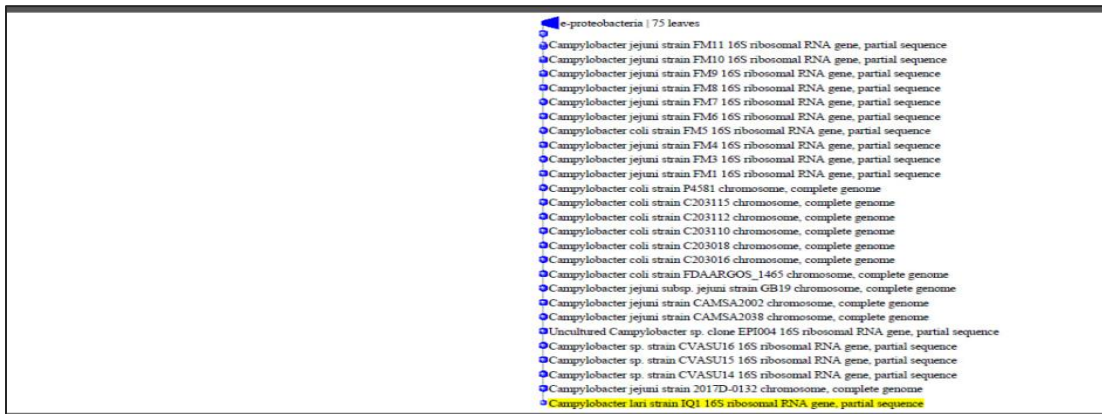 e-proteobacteria | 75 leaves
Campylobacter jejuni strain FM11 16S ribosomal RNA gene, partial sequence
Campylobacter jejuni strain FM10 16S ribosomal RNA gene, partial sequence
Campylobacter jejuni strain FM9 16S ribosomal RNA gene, partial sequence
Campylobacter jejuni strain FM8 16S ribosomal RNA gene, partial sequence
Campylobacter jejuni strain FM7 16S ribosomal RNA gene, partial sequence
Campylobacter jejuni strain FM6 16S ribosomal RNA gene, partial sequence
Campylobacter coli strain FM5 16S ribosomal RNA gene, partial sequence
Campylobacter jejuni strain FM4 16S ribosomal RNA gene, partial sequence
Campylobacter jejuni strain FM3 16S ribosomal RNA gene, partial sequence
Campylobacter jejuni strain FM1 16S ribosomal RNA gene, partial sequence
Campylobacter coli strain P4581 chromosome, complete genome
Campylobacter coli strain C203115 chromosome, complete genome
Campylobacter coli strain C203112 chromosome, complete genome
Campylobacter coli strain C203110 chromosome, complete genome
Campylobacter coli strain C203018 chromosome, complete genome
Campylobacter coli strain C203016 chromosome, complete genome
Campylobacter coli strain FDAARGOS_1465 chromosome, complete genome
Campylobacter jejuni subsp. jejuni strain GB19 chromosome, complete genome
Campylobacter jejuni strain CAMSA2002 chromosome, complete genome
Campylobacter jejuni strain CAMSA2038 chromosome, complete genome
Uncultured Campylobacter sp. clone EPI004 16S ribosomal RNA gene, partial sequence
Campylobacter sp. strain CVASU16 16S ribosomal RNA gene, partial sequence
Campylobacter sp. strain CVASU15 16S ribosomal RNA gene, partial sequence
Campylobacter sp. strain CVASU14 16S ribosomal RNA gene, partial sequence
Campylobacter jejuni strain 2017D-0132 chromosome, complete genome
Campylobacter lari strain IQ1 16S ribosomal RNA gene, partial sequence